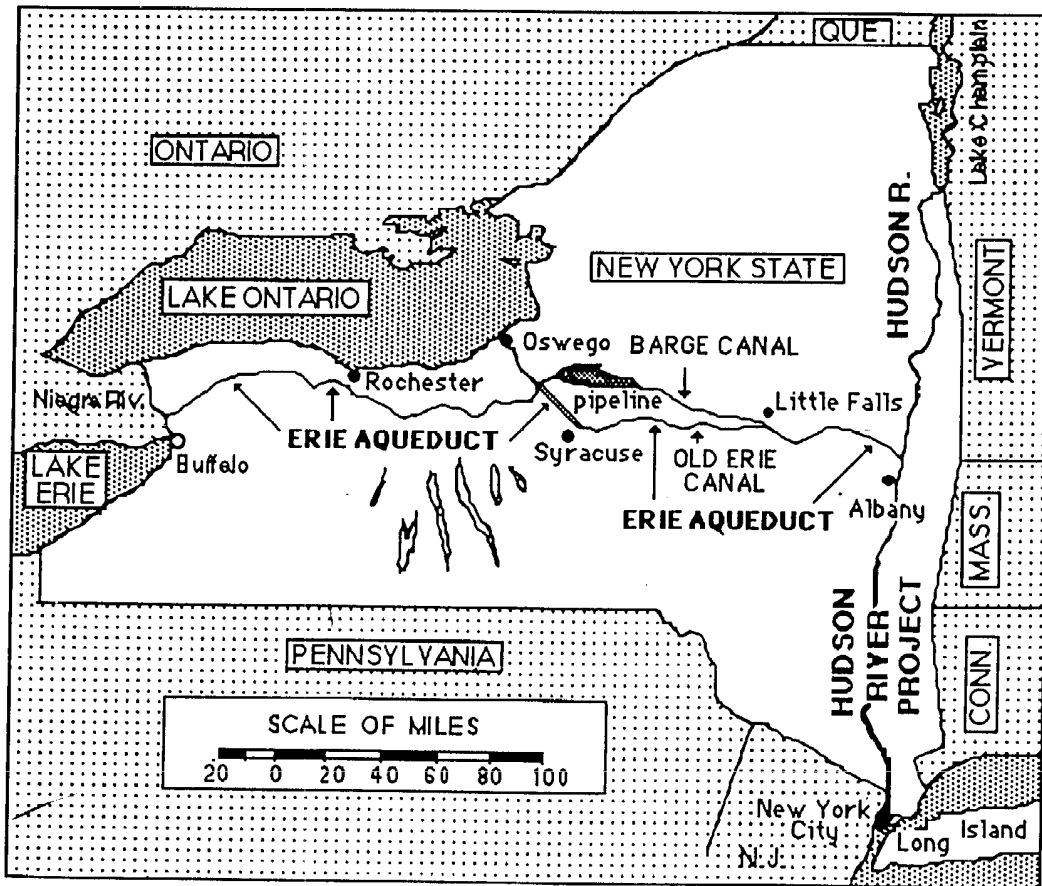 QUE.
Lake Champlain
ONTARIO
HUDSON R.
VERMONT
NEW YORK STATE
LAKE ONTARIO
Oswego
BARGE CANAL
Rochester
Niagra Riv.
pipeline
Little Falls
ERIE AQUEDUCT
Syracuse
OLD ERIE
CANAL
Buffalo
LAKE
ERIE
Albany
ERIE AQUEDUCT
MASS
HUDSON
RIVER
PROJECT
PENNSYLVANIA
CONN
SCALE OF MILES
20 0 20 40 60 80 100
New York
City
Long Island
N.J.